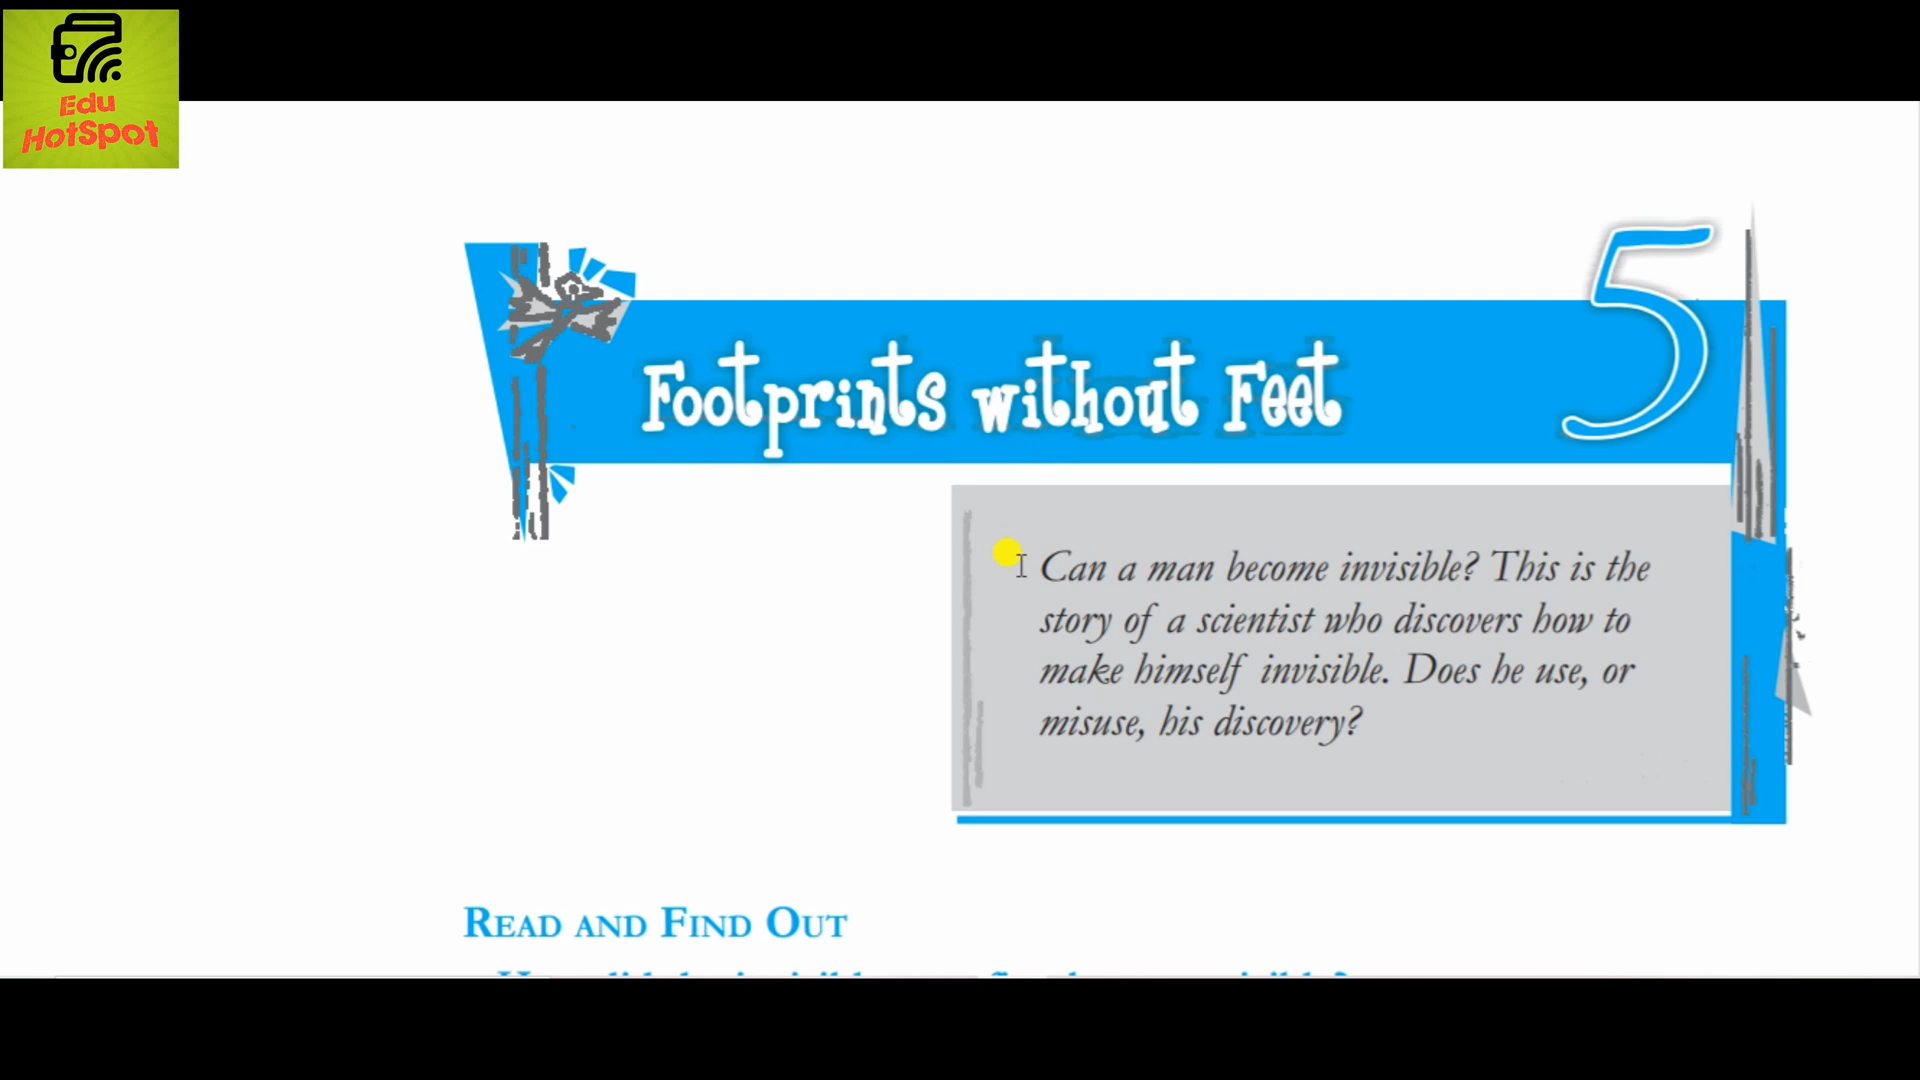 Edu
HotSpot
5
Footprints without Feet
Can a man become invisible? This is the
story of a scientist who discovers how to
make himself invisible. Does he use, or
misuse, his discovery?
READ AND FIND OUT